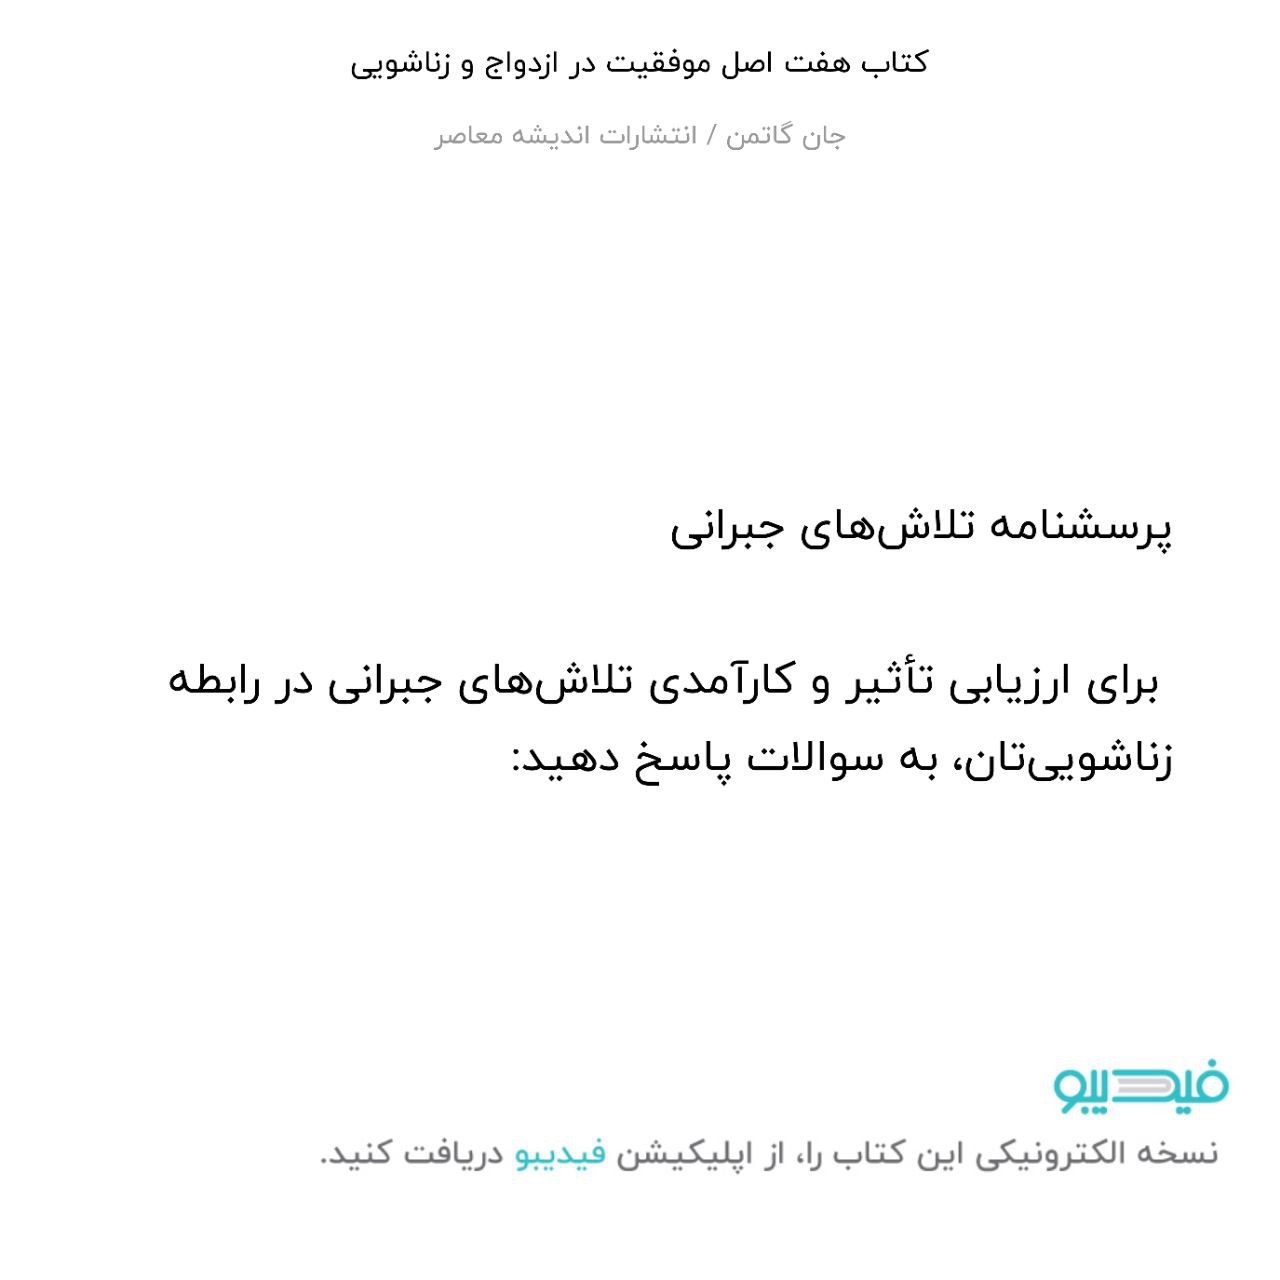 کتاب هفت اصل موفقیت در ازدواج و زناشویی
جان گاتمن / انتشارات اندیشه معاصر
پرسشنامه تلاش‌های جبرانی
برای ارزیابی تأثیر و کارآمدی تلاش‌های جبرانی در رابطه
زناشویی‌تان، به سوالات پاسخ دهید:
فیدیبو
نسخه الکترونیکی این کتاب را، از اپلیکیشن فیدیبو دریافت کنید.